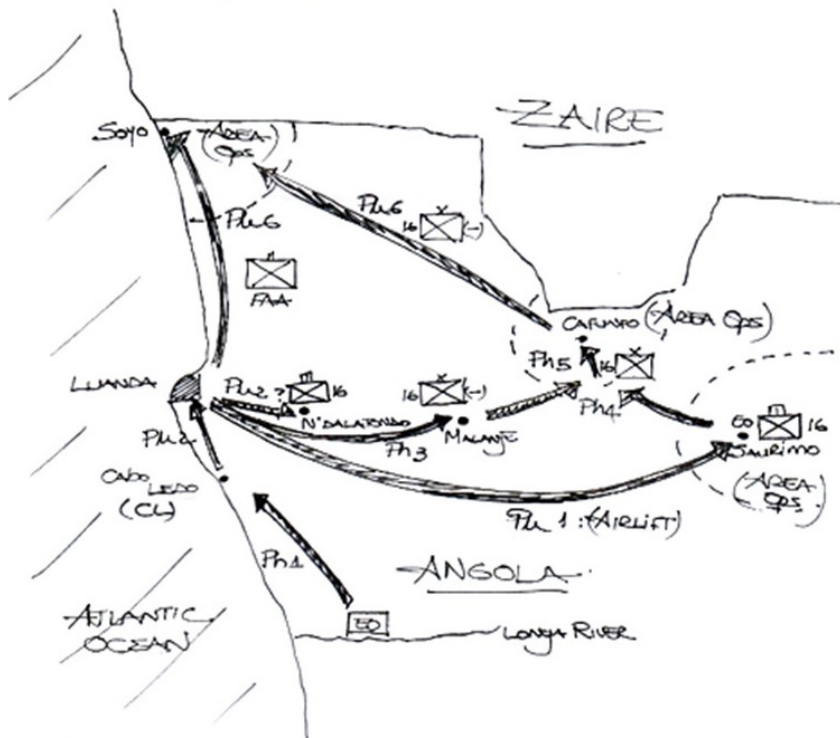 ZAIRE
SOYO
(AREA
OPS)
Ph6
Ph6
X
16
(-)
FAA
CAFUNFO (AREA OPS)
Ph5
X
16
LUANDA
Ph2?
16
X
16
(-)
N'DALATONDO
MALANJE
Ph3
Ph4
EO
16
SAURIMO
(AREA
OPS)
Ph2
CABO
LEDO
(CL)
Ph 1: (AIRLIFT)
Ph1
ANGOLA
EO
LONGA RIVER
ATLANTIC
OCEAN